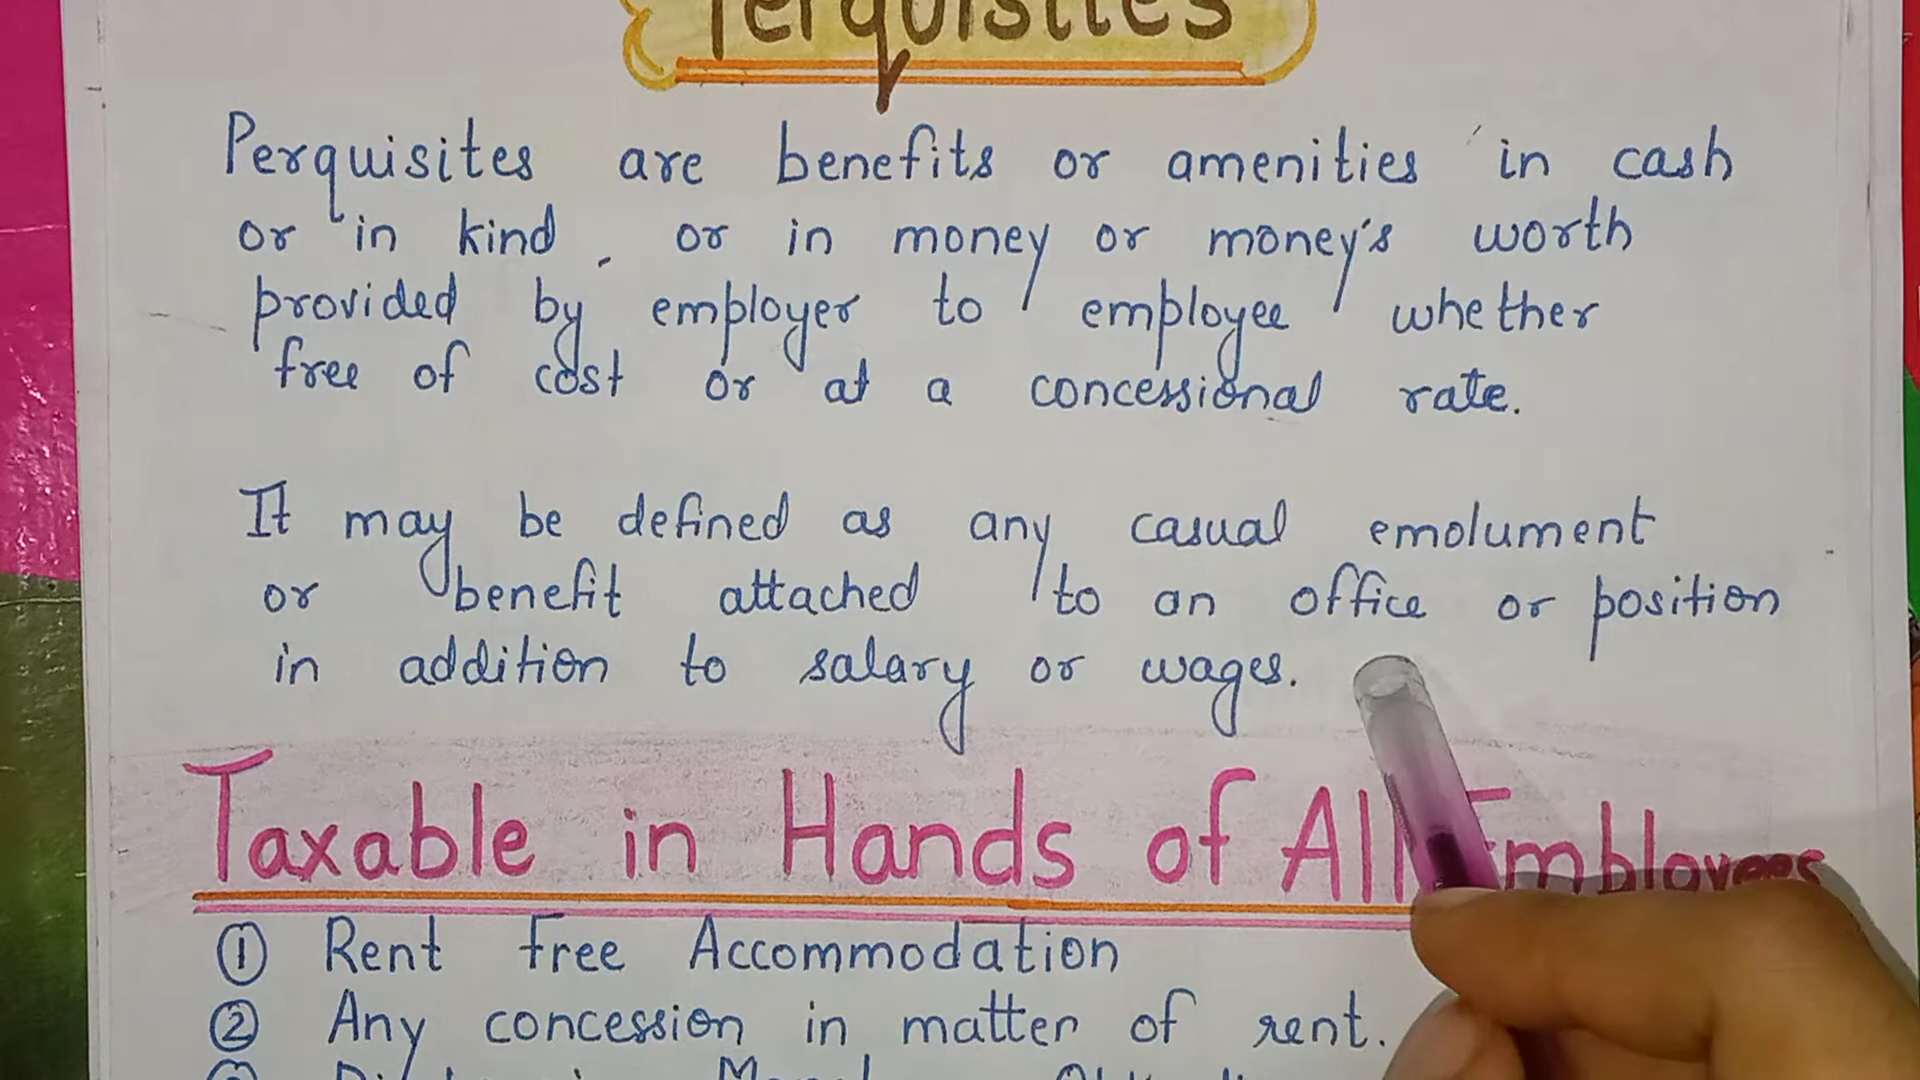 Perquisites
Perquisites are benefits or amenities in cash
or in kind, or in money or money's worth
provided by employer to employee whether
free of cost or at a concessional rate.
It may be defined as any casual emolument
or benefit attached to an office or position
in addition to salary or wages.
Taxable in Hands of All Employees
① Rent Free Accommodation
② Any concession in matter of rent.